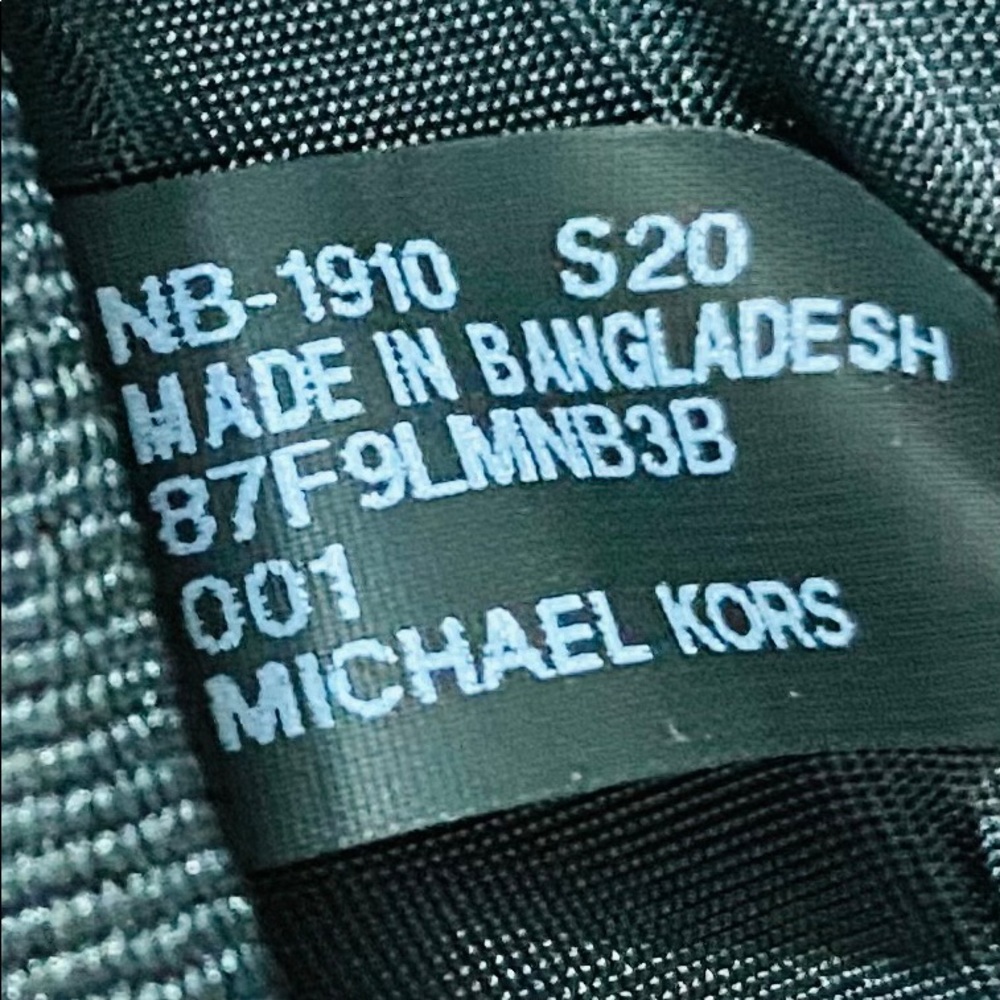 NB-1910 S20
MADE IN BANGLADESH
87F9LMNB3B
001
MICHAEL KORS